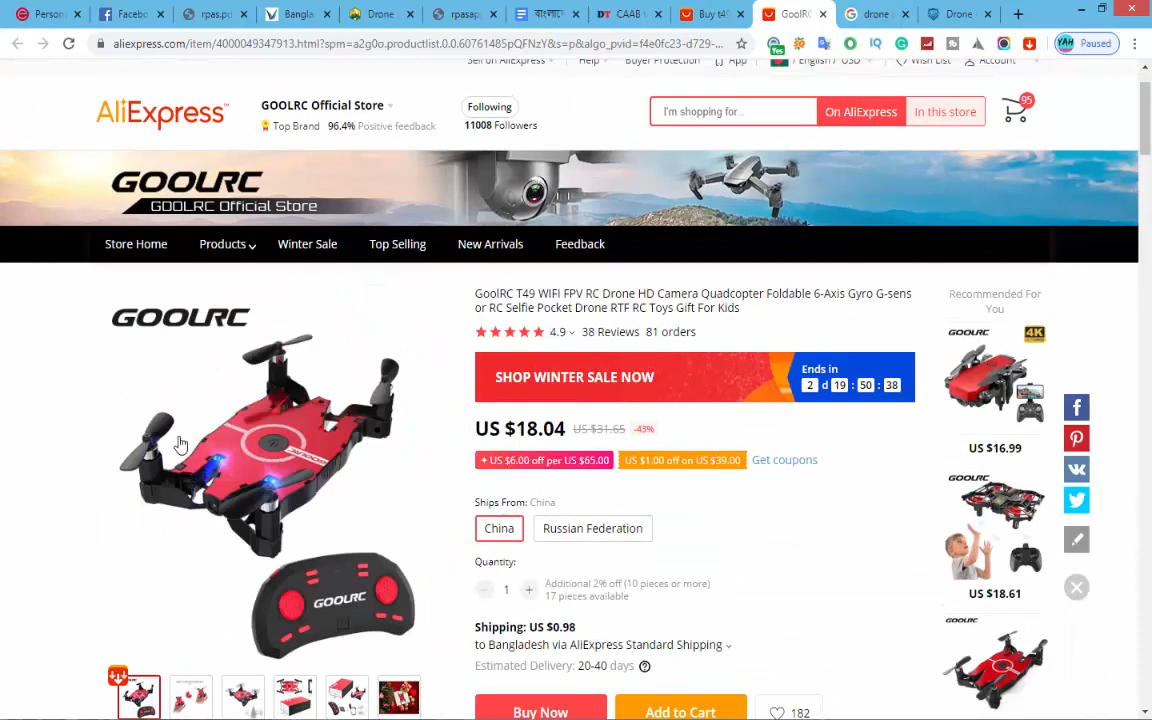 Person
Facebo
rpas.pd
Bangla
Drone
rpasap
বাংলাদে
CAAB
Buy t49
GoolRC
drone
Drone
aliexpress.com/item/4000049347913.html?spm=a2g0o.productlist.0.0.60761485pQFNzY&s=p&algo_pvid=f4e0fc23-d729-...
Yes
YAH Paused
Sell on AliExpress
Help
Buyer Protection
App
/ English / USD
Wish List
Account
AliExpress™
GOOLRC Official Store
Top Brand 96.4% Positive feedback
Following
11008 Followers
I'm shopping for...
On AliExpress
In this store
95
GOOLRC
GOOLRC Official Store
Store Home
Products
Winter Sale
Top Selling
New Arrivals
Feedback
GOOLRC
GOOLRC
GoolRC T49 WIFI FPV RC Drone HD Camera Quadcopter Foldable 6-Axis Gyro G-sens
or RC Selfie Pocket Drone RTF RC Toys Gift For Kids
4.9 38 Reviews 81 orders
SHOP WINTER SALE NOW
Ends in
2 d 19 : 50 : 38
US $18.04 US $31.65 -43%
US $6.00 off per US $65.00 US $1.00 off on US $39.00 Get coupons
Ships From: China
China
Russian Federation
Quantity:
1
Additional 2% off (10 pieces or more)
17 pieces available
Shipping: US $0.98
to Bangladesh via AliExpress Standard Shipping
Estimated Delivery: 20-40 days
Buy Now
Add to Cart
182
Recommended For
You
GOOLRC 4K
US $16.99
GOOLRC
US $18.61
GOOLRC